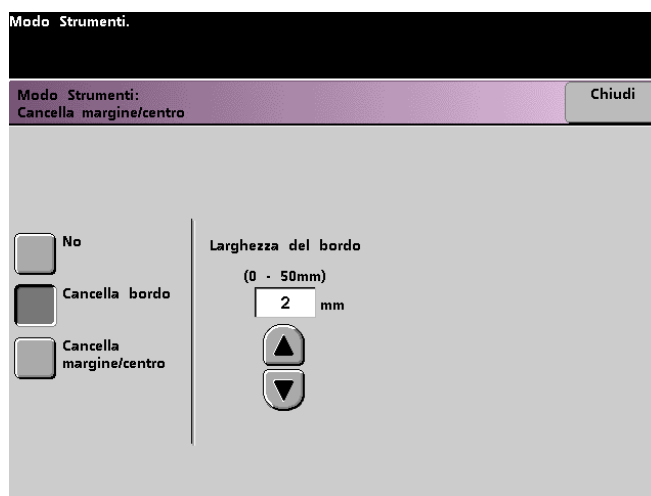 Modo Strumenti.
Modo Strumenti:
Cancella margine/centro
Chiudi
No
Cancella bordo
Cancella
margine/centro
Larghezza del bordo
(0 - 50mm)
2 mm